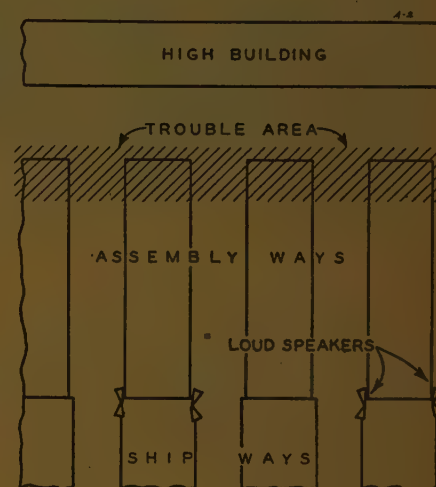 A-2
HIGH BUILDING
TROUBLE AREA
ASSEMBLY WAYS
LOUD SPEAKERS
SHIP WAYS